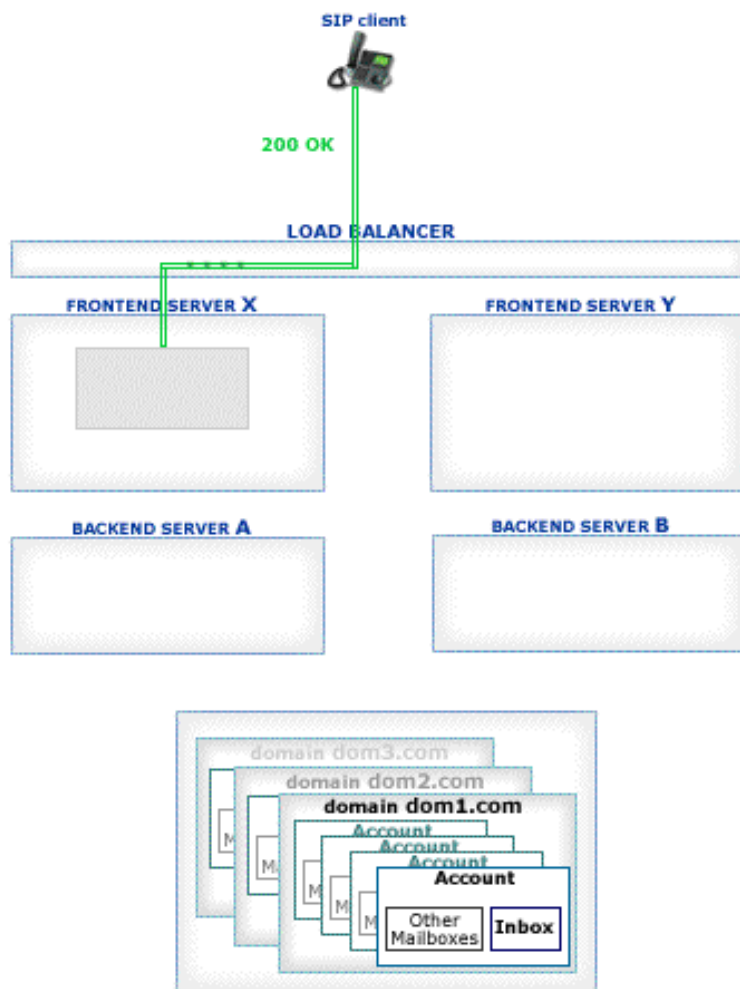 SIP client
200 OK
LOAD BALANCER
FRONTEND SERVER X
FRONTEND SERVER Y
BACKEND SERVER A
BACKEND SERVER B
domain dom3.com
domain dom2.com
domain dom1.com
Account
Account
Account
Account
Other
Mailboxes
Inbox